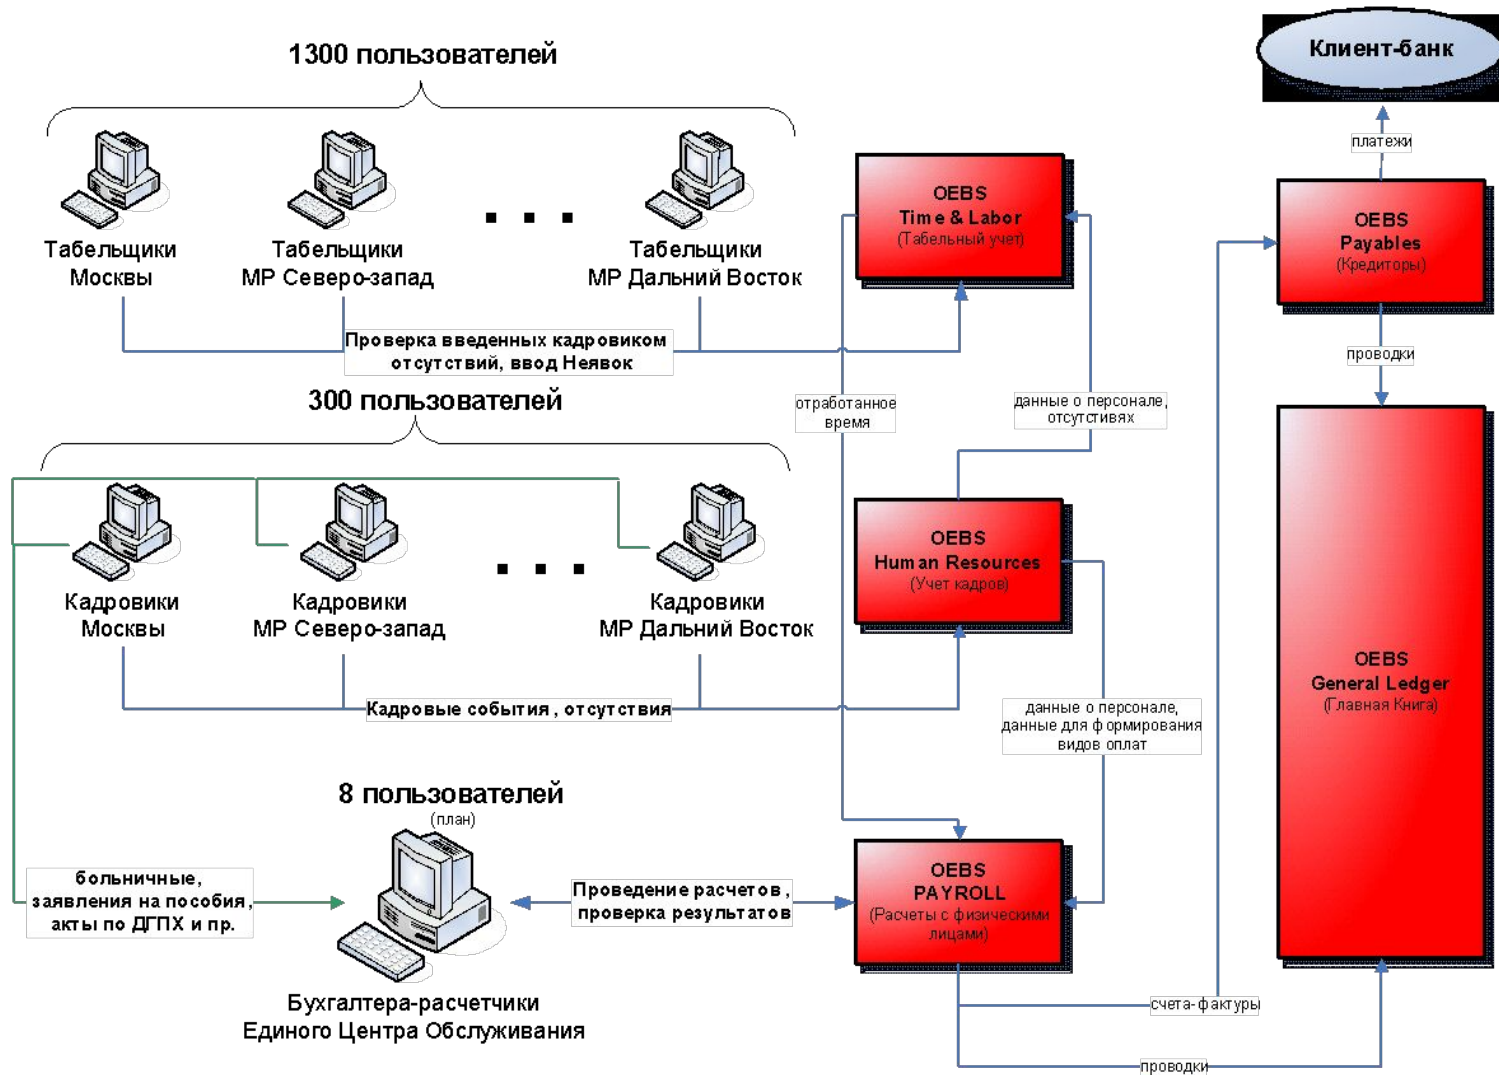 1300 пользователей
Клиент-банк
платежи
Табельщики
Москвы
Табельщики
МР Северо-запад
. . .
Табельщики
МР Дальний Восток
OEBS
Time & Labor
(Табельный учет)
OEBS
Payables
(Кредиторы)
Проверка введенных кадровиком
отсутствий, ввод Неявок
проводки
300 пользователей
отработанное
время
данные о персонале,
отсутстивях
Кадровики
Москвы
Кадровики
МР Северо-запад
. . .
Кадровики
МР Дальний Восток
OEBS
Human Resources
(Учет кадров)
OEBS
General Ledger
(Главная Книга)
Кадровые события , отсутствия
данные о персонале,
данные для формирования
видов оплат
8 пользователей
(план)
больничные,
заявления на пособия,
акты по ДГПХ и пр.
Проведение расчетов ,
проверка результатов
OEBS
PAYROLL
(Расчеты с физическими
лицами)
Бухгалтера-расчетчики
Единого Центра Обслуживания
счета-фактуры
проводки